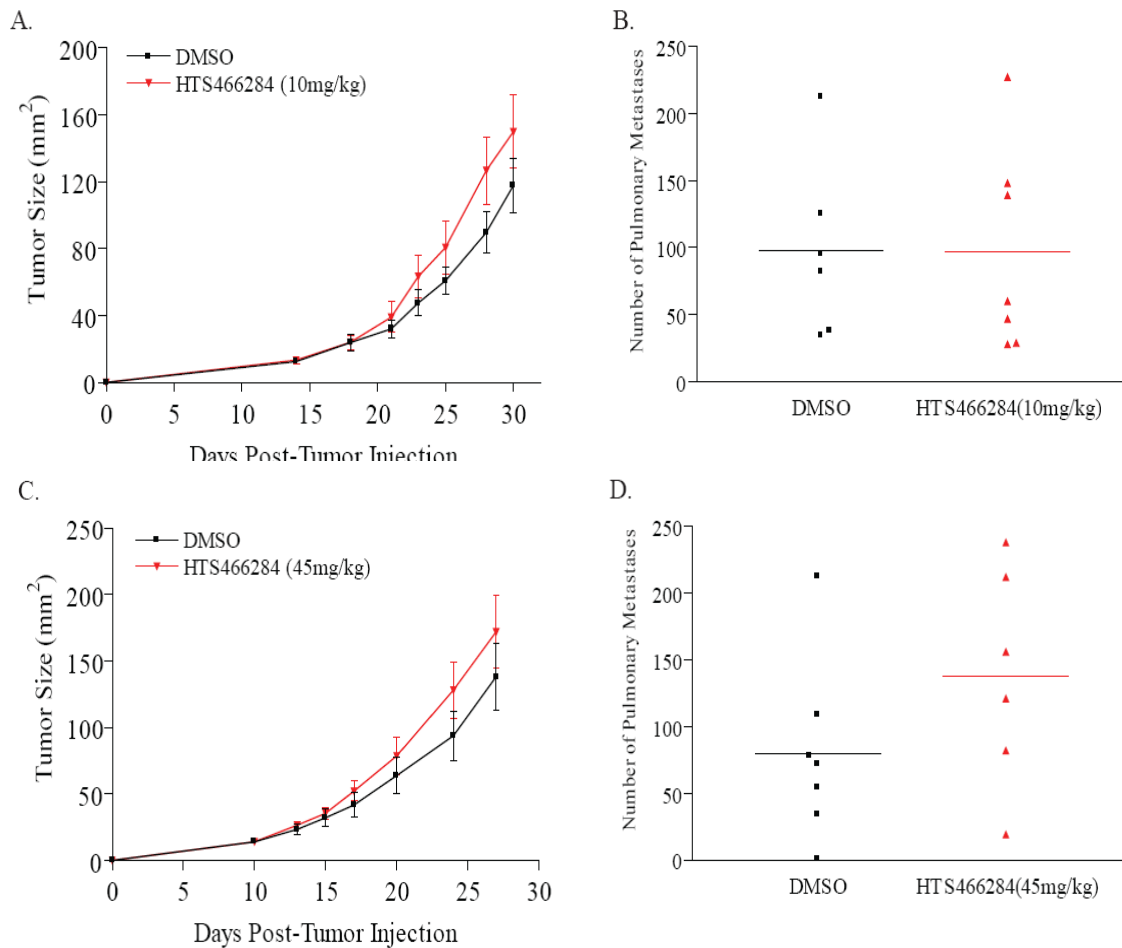 A.
DMSO
HTS466284 (10mg/kg)
Tumor Size (mm²)
200
160
120
80
40
0
0 5 10 15 20 25 30
Days Post-Tumor Injection
B.
Number of Pulmonary Metastases
250
200
150
100
50
0
DMSO HTS466284(10mg/kg)
C.
DMSO
HTS466284 (45mg/kg)
Tumor Size (mm²)
250
200
150
100
50
0
0 5 10 15 20 25 30
Days Post-Tumor Injection
D.
Number of Pulmonary Metastases
250
200
150
100
50
0
DMSO HTS466284(45mg/kg)